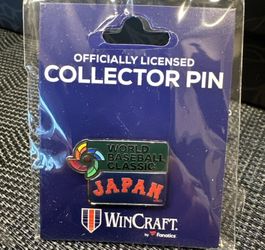 OFFICIALLY LICENSED
COLLECTOR PIN
WORLD
BASEBALL
CLASSIC
JAPAN
WINCRAFT
by Fanatics